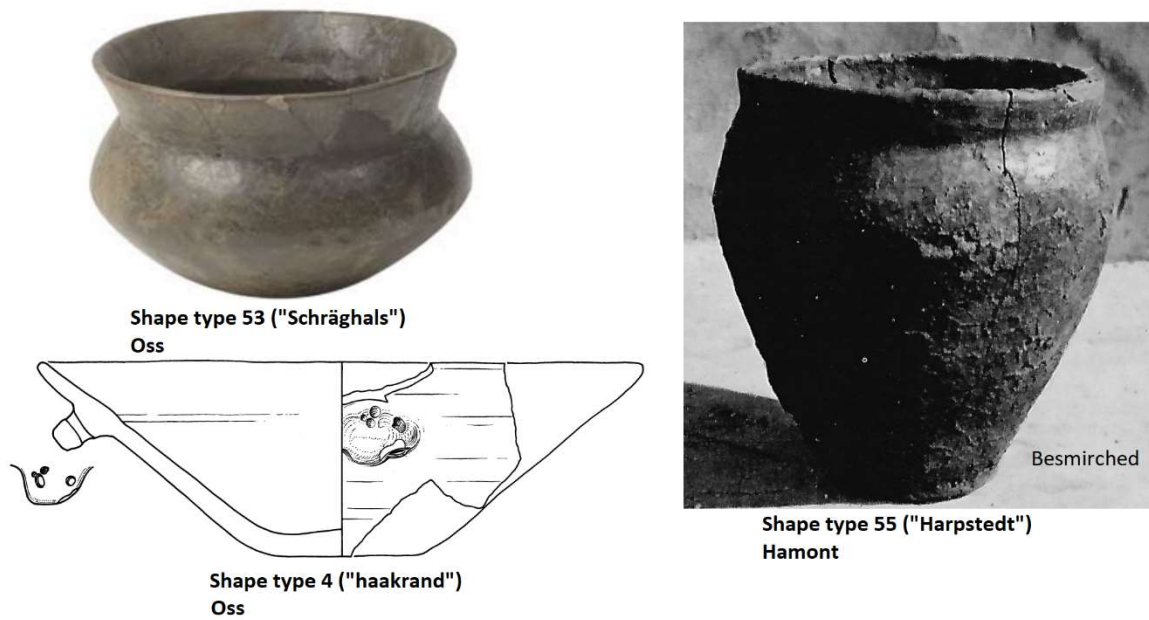 Shape type 53 ("Schräghals")
Oss
Shape type 4 ("haakrand")
Oss
Besmirched
Shape type 55 ("Harpstedt")
Hamont